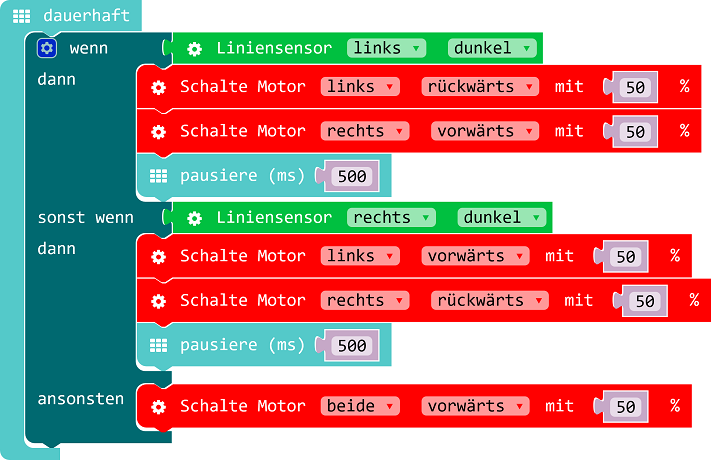 dauerhaft
wenn Liniensensor links dunkel
dann Schalte Motor links rückwärts mit 50 %
Schalte Motor rechts vorwärts mit 50 %
pausiere (ms) 500
sonst wenn Liniensensor rechts dunkel
dann Schalte Motor links vorwärts mit 50 %
Schalte Motor rechts rückwärts mit 50 %
pausiere (ms) 500
ansonsten Schalte Motor beide vorwärts mit 50 %